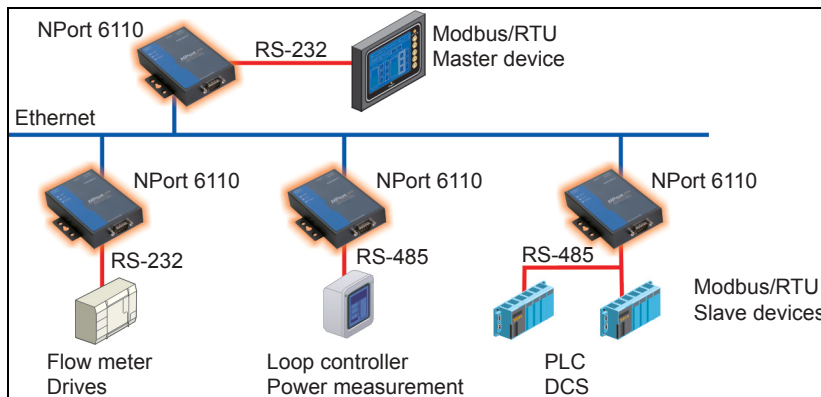 NPort 6110
RS-232
Modbus/RTU
Master device
Ethernet
NPort 6110
NPort 6110
NPort 6110
RS-232
RS-485
RS-485
Modbus/RTU
Slave devices
Flow meter
Drives
Loop controller
Power measurement
PLC
DCS